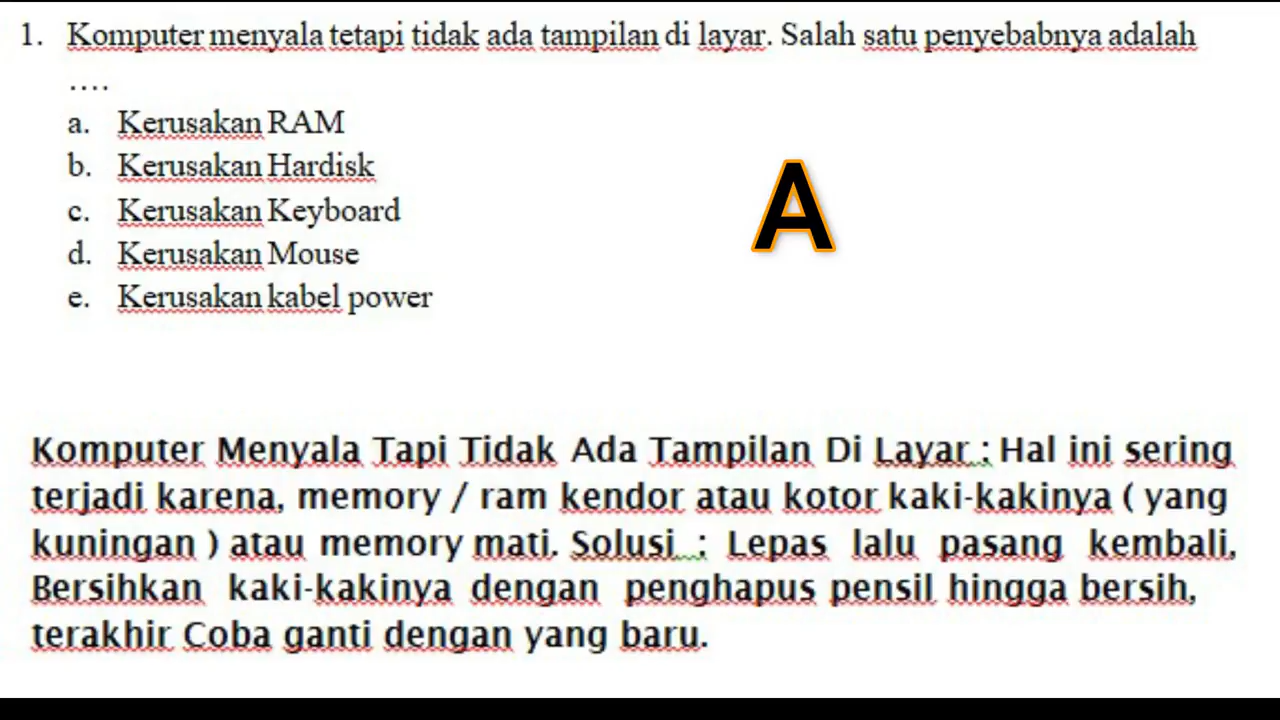 1. Komputer menyala tetapi tidak ada tampilan di layar. Salah satu penyebabnya adalah
....
a. Kerusakan RAM
b. Kerusakan Hardisk
c. Kerusakan Keyboard
d. Kerusakan Mouse
e. Kerusakan kabel power
A
Komputer Menyala Tapi Tidak Ada Tampilan Di Layar : Hal ini sering
terjadi karena, memory / ram kendor atau kotor kaki-kakinya ( yang
kuningan ) atau memory mati. Solusi : Lepas lalu pasang kembali,
Bersihkan kaki-kakinya dengan penghapus pensil hingga bersih,
terakhir Coba ganti dengan yang baru.